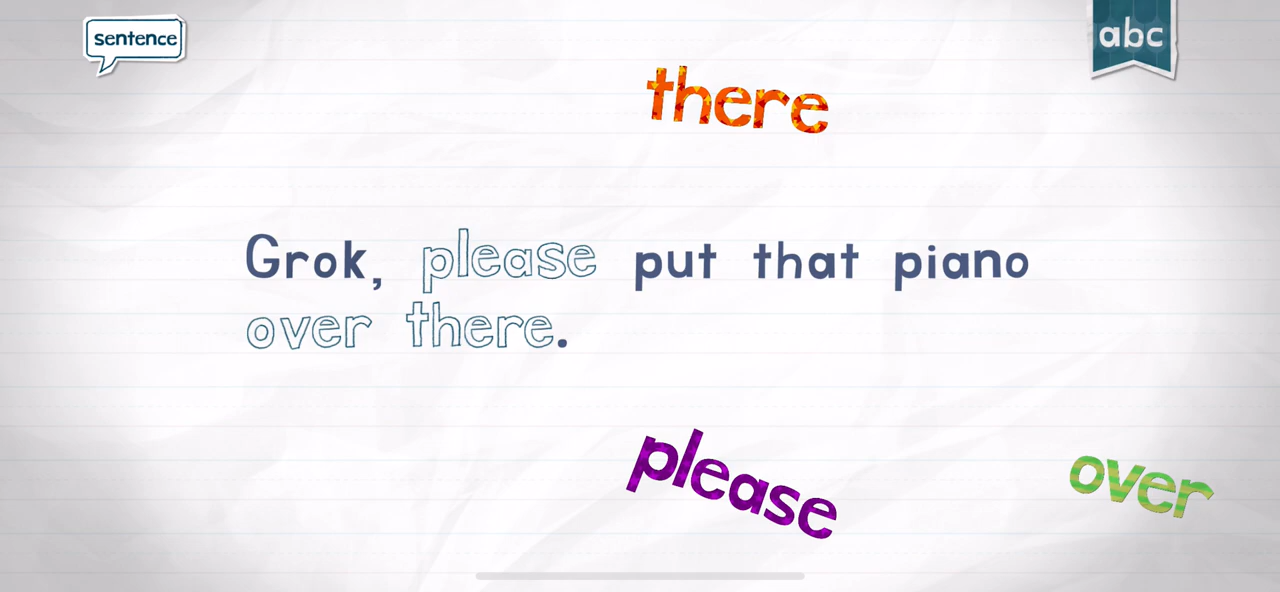 sentence
abc
there
Grok, please put that piano
over there.
please
over